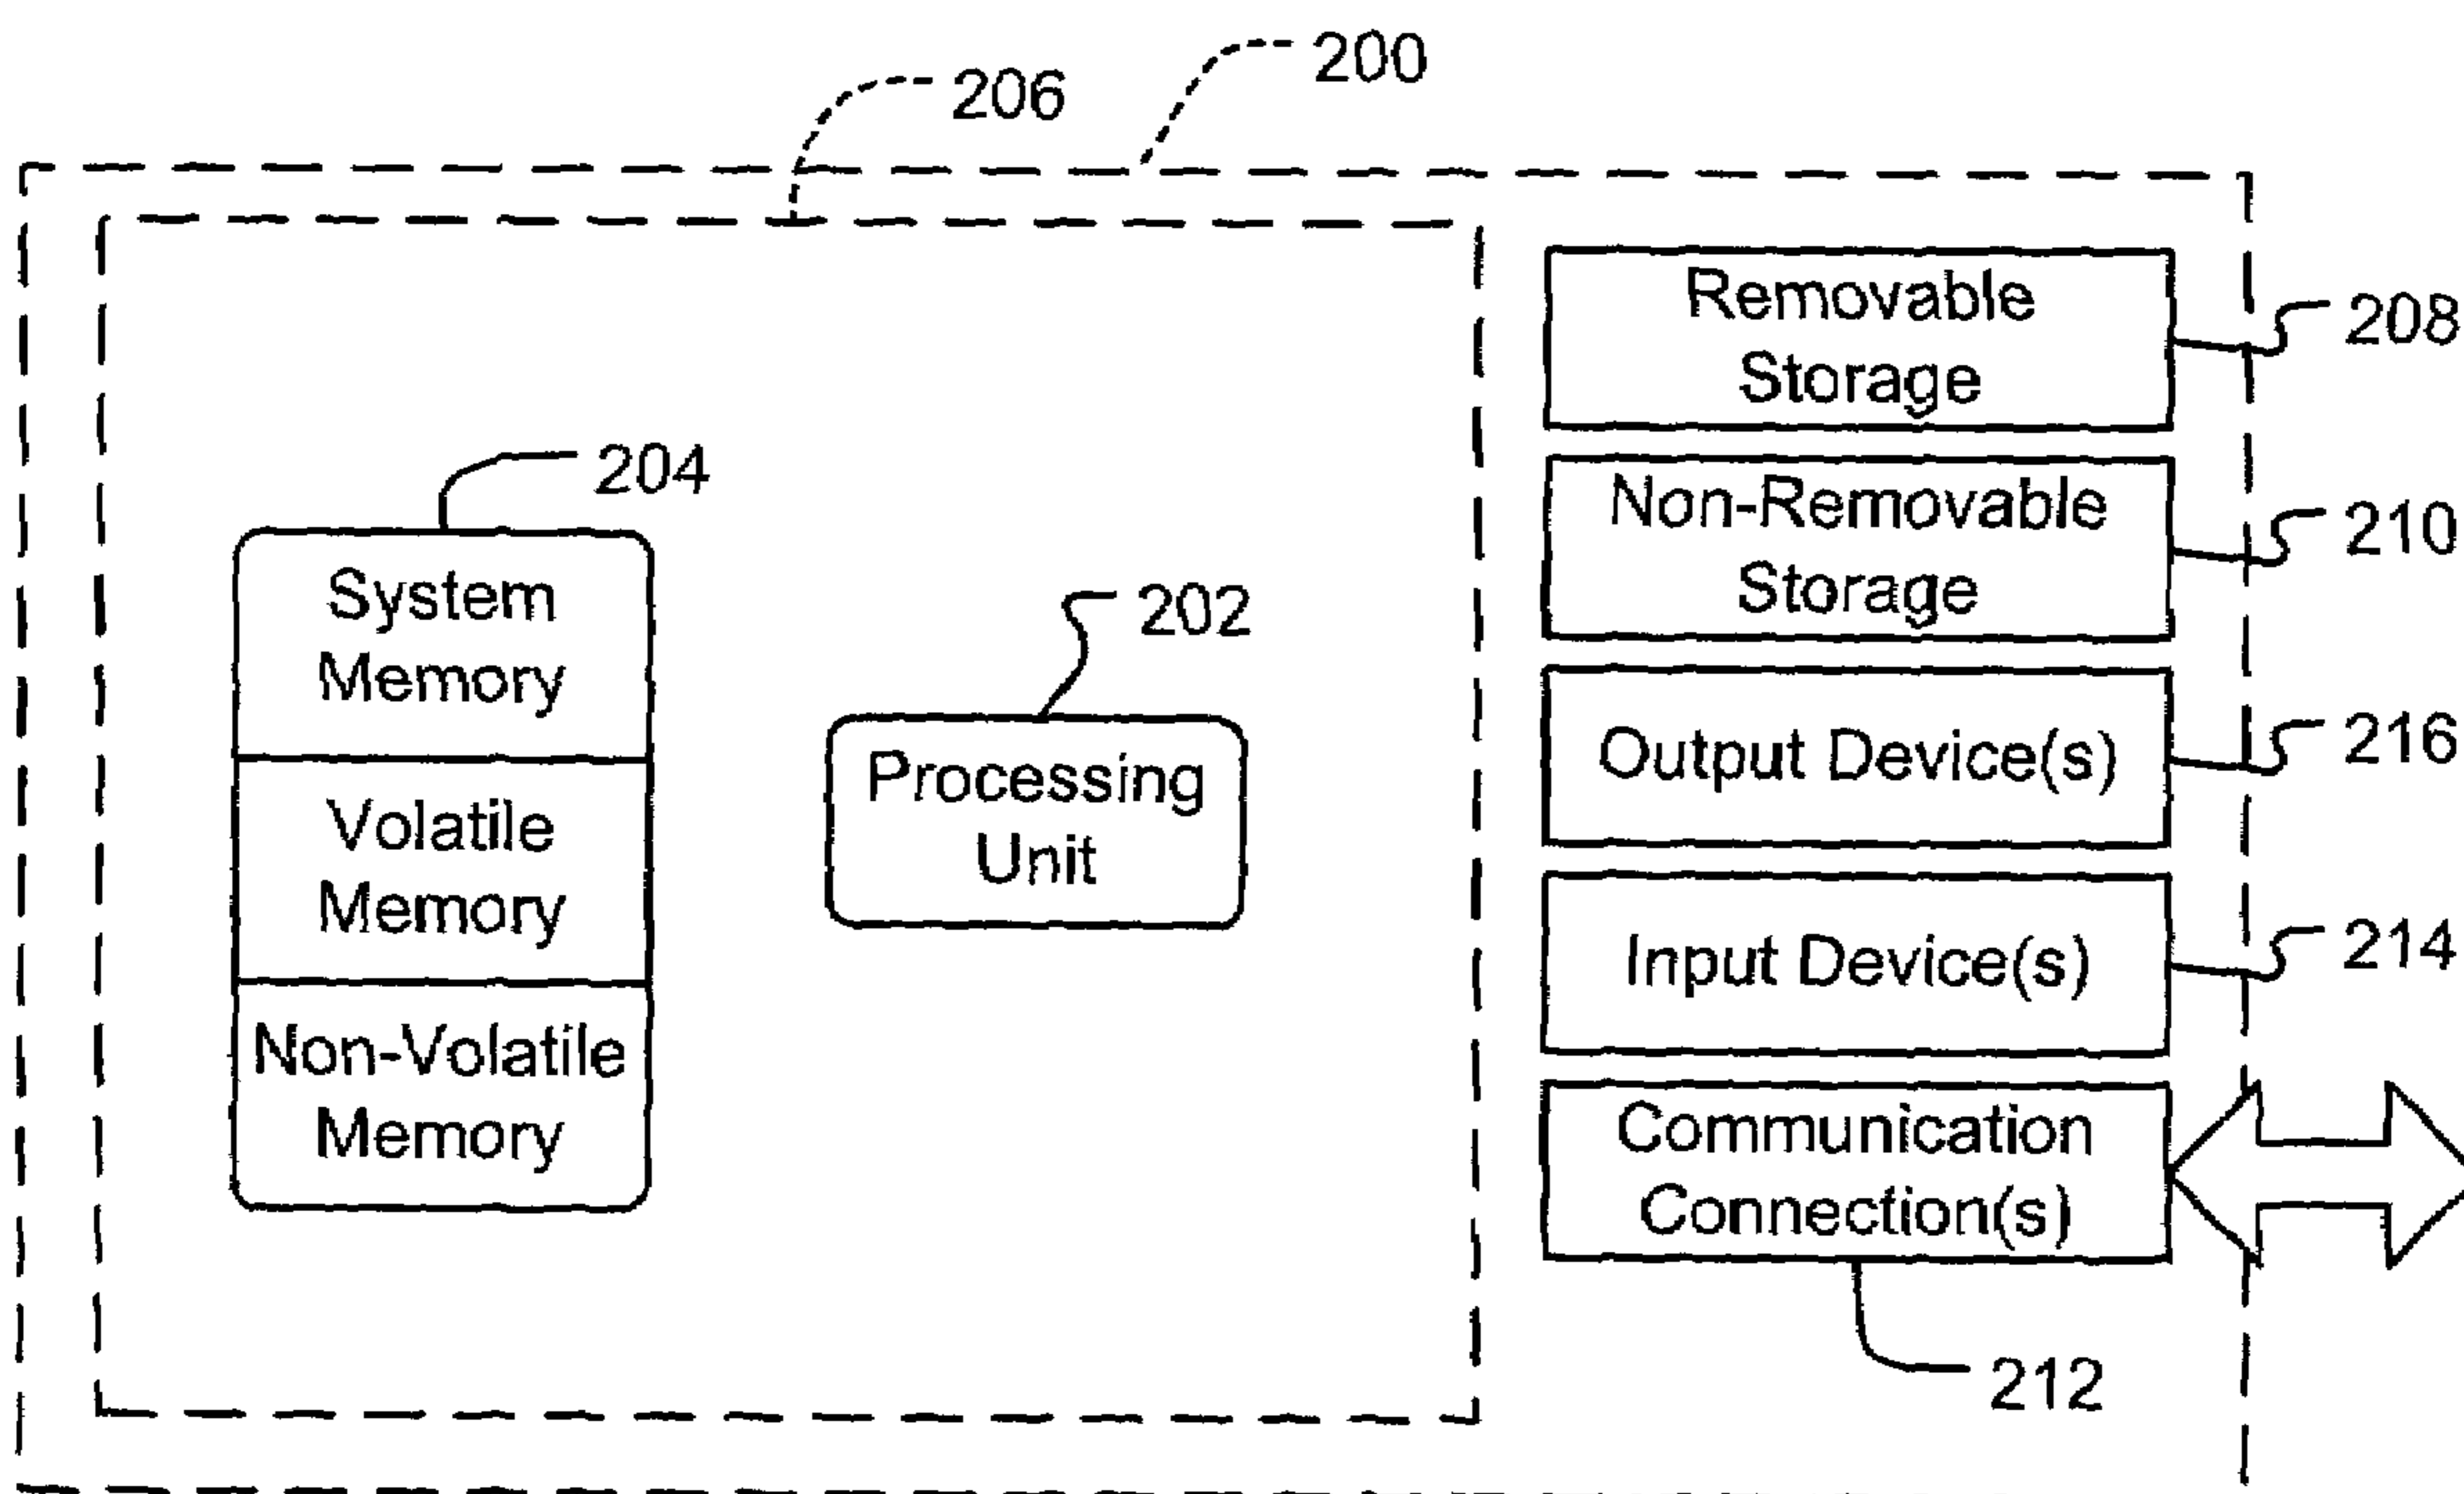 200
206
Removable
Storage
208
204
Non-Removable
Storage
210
System
Memory
202
Processing
Unit
Output Device(s)
216
Volatile
Memory
Input Device(s)
214
Non-Volatile
Memory
Communication
Connection(s)
212